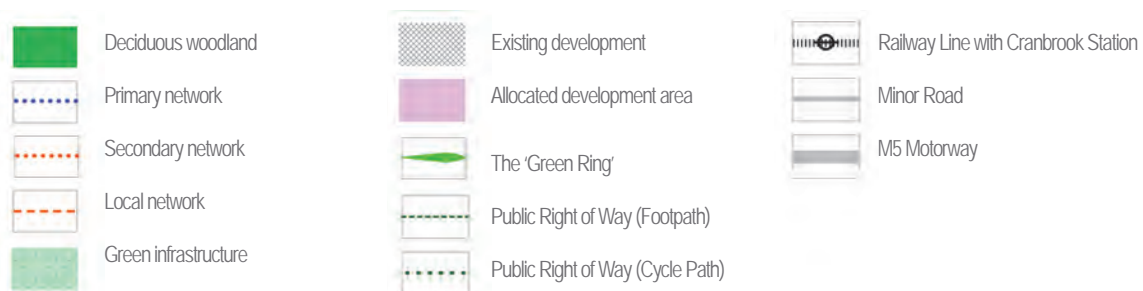 Deciduous woodland
Primary network
Secondary network
Local network
Green infrastructure
Existing development
Allocated development area
The 'Green Ring'
Public Right of Way (Footpath)
Public Right of Way (Cycle Path)
Railway Line with Cranbrook Station
Minor Road
M5 Motorway